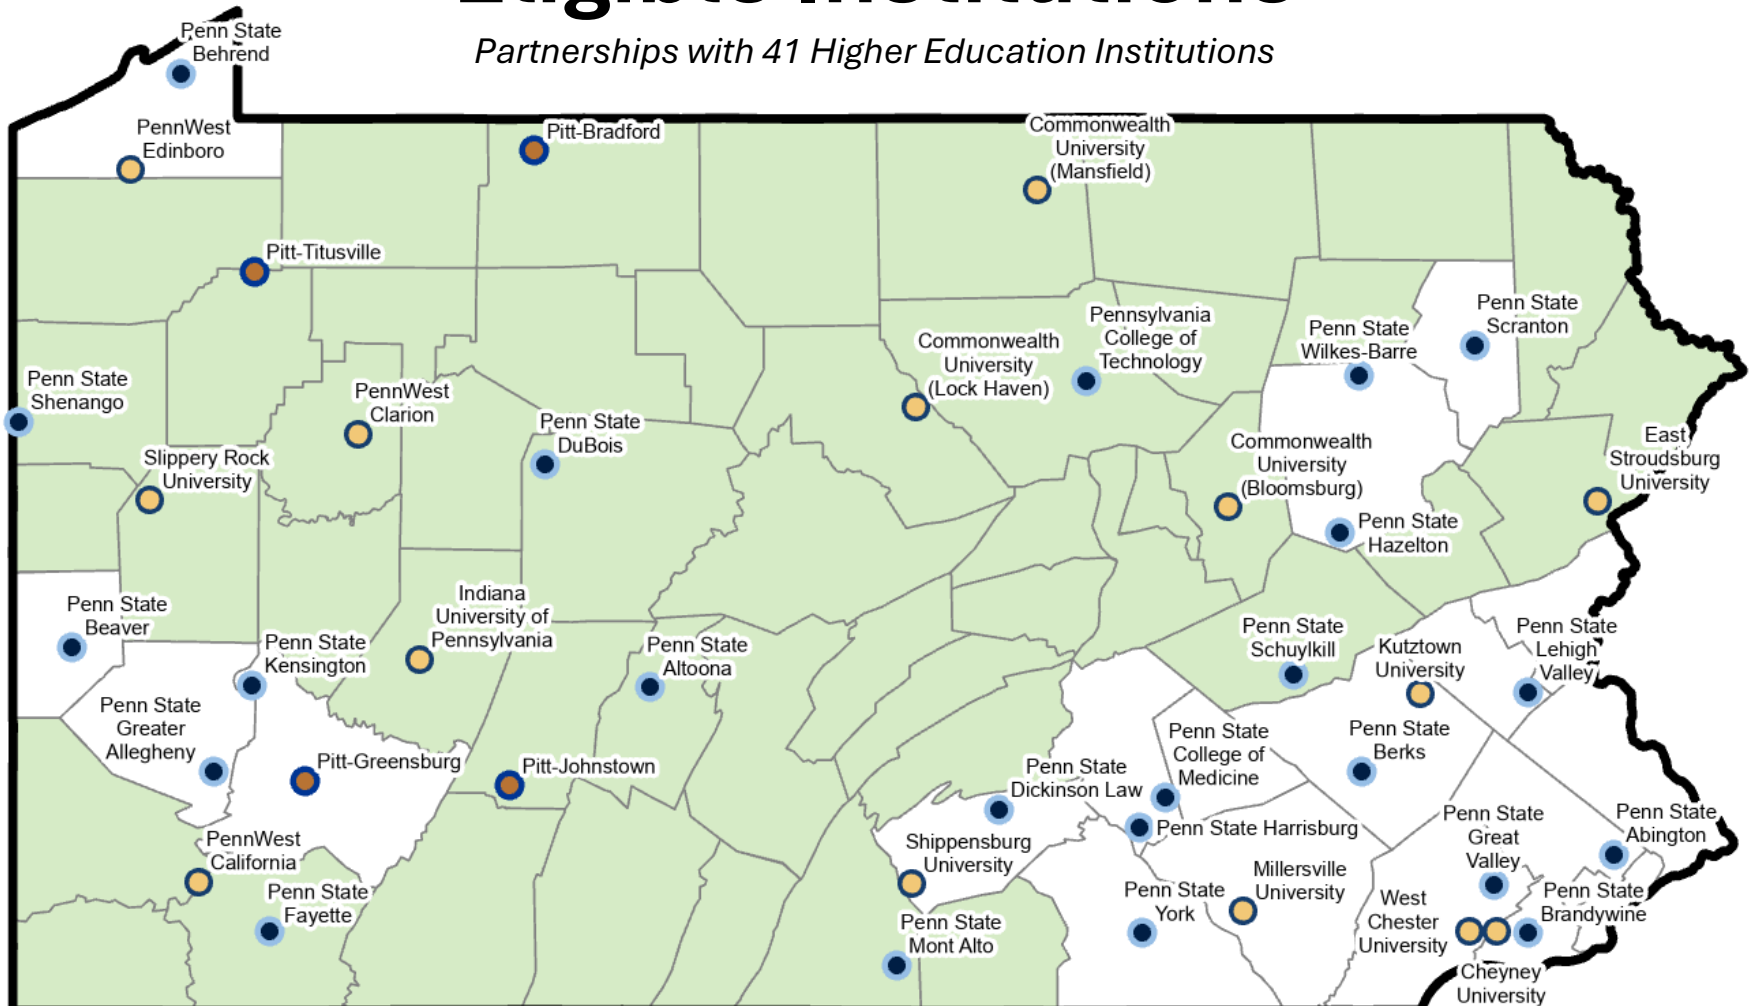 Eligible Institutions
Partnerships with 41 Higher Education Institutions
Penn State
Behrend
PennWest
Edinboro
Pitt-Bradford
Commonwealth
University
(Mansfield)
Pitt-Titusville
Penn State
Scranton
Pennsylvania
College of
Technology
Penn State
Wilkes-Barre
Commonwealth
University
(Lock Haven)
Penn State
Shenango
PennWest
Clarion
Penn State
DuBois
Slippery Rock
University
Commonwealth
University
(Bloomsburg)
East
Stroudsburg
University
Penn State
Hazelton
Penn State
Beaver
Indiana
University of
Pennsylvania
Penn State
Kensington
Penn State
Altoona
Penn State
Schuylkill
Kutztown
University
Penn State
Lehigh
Valley
Penn State
Greater
Allegheny
Pitt-Greensburg
Pitt-Johnstown
Penn State
Dickinson Law
Penn State
College of
Medicine
Penn State
Berks
Penn State Harrisburg
Penn State
Great
Valley
Penn State
Abington
PennWest
California
Shippensburg
University
Millersville
University
Penn State
Fayette
Penn State
York
West
Chester
University
Penn State
Brandywine
Penn State
Mont Alto
Cheyney
University